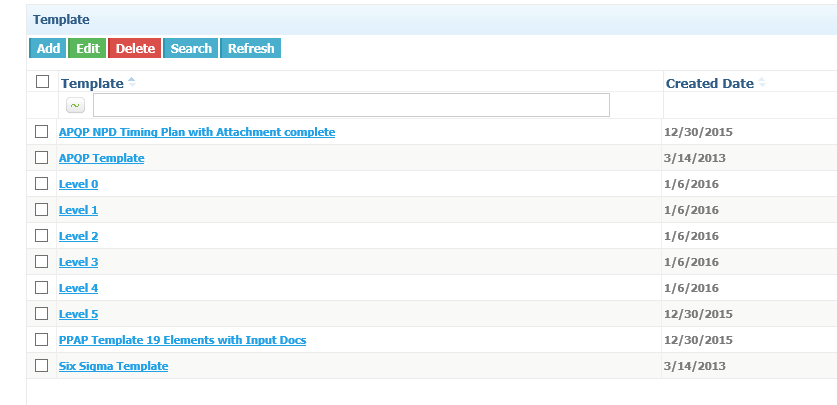 Template
Add Edit Delete Search Refresh
Template Created Date
~
APQP NPD Timing Plan with Attachment complete 12/30/2015
APQP Template 3/14/2013
Level 0 1/6/2016
Level 1 1/6/2016
Level 2 1/6/2016
Level 3 1/6/2016
Level 4 1/6/2016
Level 5 12/30/2015
PPAP Template 19 Elements with Input Docs 12/30/2015
Six Sigma Template 3/14/2013